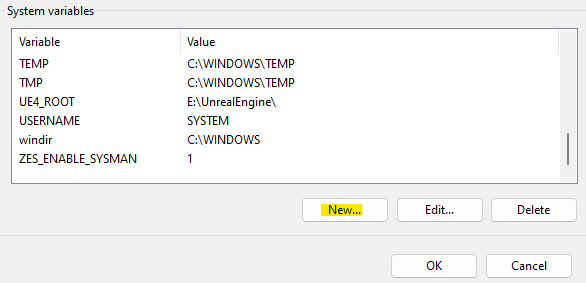 System variables
Variable Value
TEMP C:\WINDOWS\TEMP
TMP C:\WINDOWS\TEMP
UE4_ROOT E:\UnrealEngine\
USERNAME SYSTEM
windir C:\WINDOWS
ZES_ENABLE_SYSMAN 1
New... Edit... Delete
OK Cancel